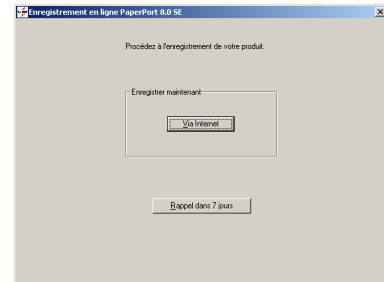 Enregistrement en ligne PaperPort 8.0 SE
Procédez à l'enregistrement de votre produit.
Enregistrer maintenant
Via Internet
Rappel dans 7 jours